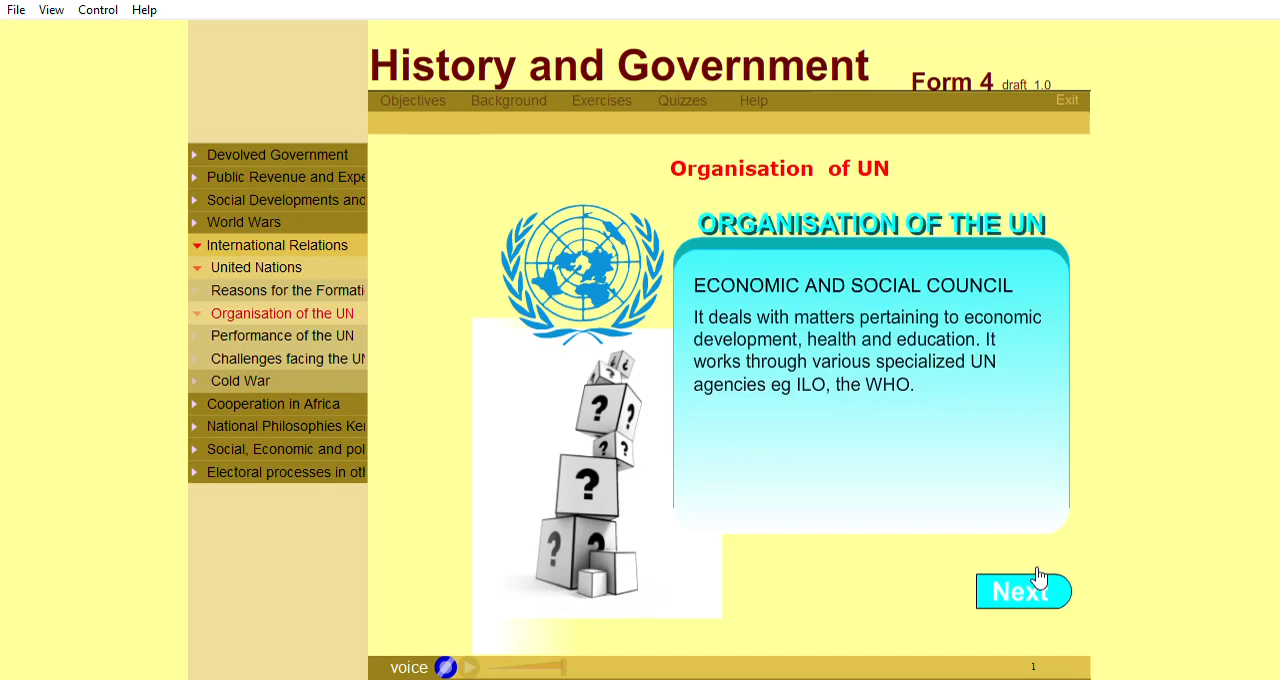 File View Control Help
History and Government
Form 4 draft 1.0
Objectives Background Exercises Quizzes Help Exit
Devolved Government
Public Revenue and Expe
Social Developments and
World Wars
International Relations
United Nations
Reasons for the Formati
Organisation of the UN
Performance of the UN
Challenges facing the UN
Cold War
Cooperation in Africa
National Philosophies Ken
Social, Economic and pol
Electoral processes in oth
Organisation of UN
ORGANISATION OF THE UN
ECONOMIC AND SOCIAL COUNCIL
It deals with matters pertaining to economic
development, health and education. It
works through various specialized UN
agencies eg ILO, the WHO.
? ? ? ? ? ? ? ? ?
Next
voice
1